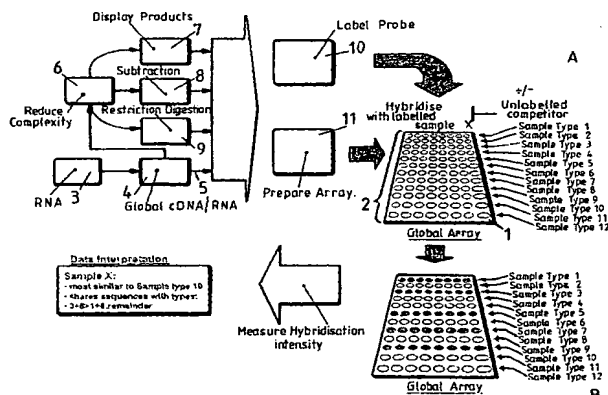 Display Products
7
Label Probe
10
A
6
Subtraction
8
Reduce
Complexity
Restriction Digestion
9
Hybridise
with labelled
sample X
+/-
Unlabelled
competitor
Sample Type 1
Sample Type 2
Sample Type 3
Sample Type 4
Sample Type 5
Sample Type 6
Sample Type 7
Sample Type 8
Sample Type 9
Sample Type 10
Sample Type 11
Sample Type 12
11
Prepare Array.
RNA
3
4
5
Global cDNA/RNA
2
1
Global Array
Data Interpretation
Sample X:
- most similar to Sample type 10
- shares sequences with types:
remainder
Measure Hybridisation
intensity
Sample Type 1
Sample Type 2
Sample Type 3
Sample Type 4
Sample Type 5
Sample Type 6
Sample Type 7
Sample Type 8
Sample Type 9
Sample Type 10
Sample Type 11
Sample Type 12
Global Array
B